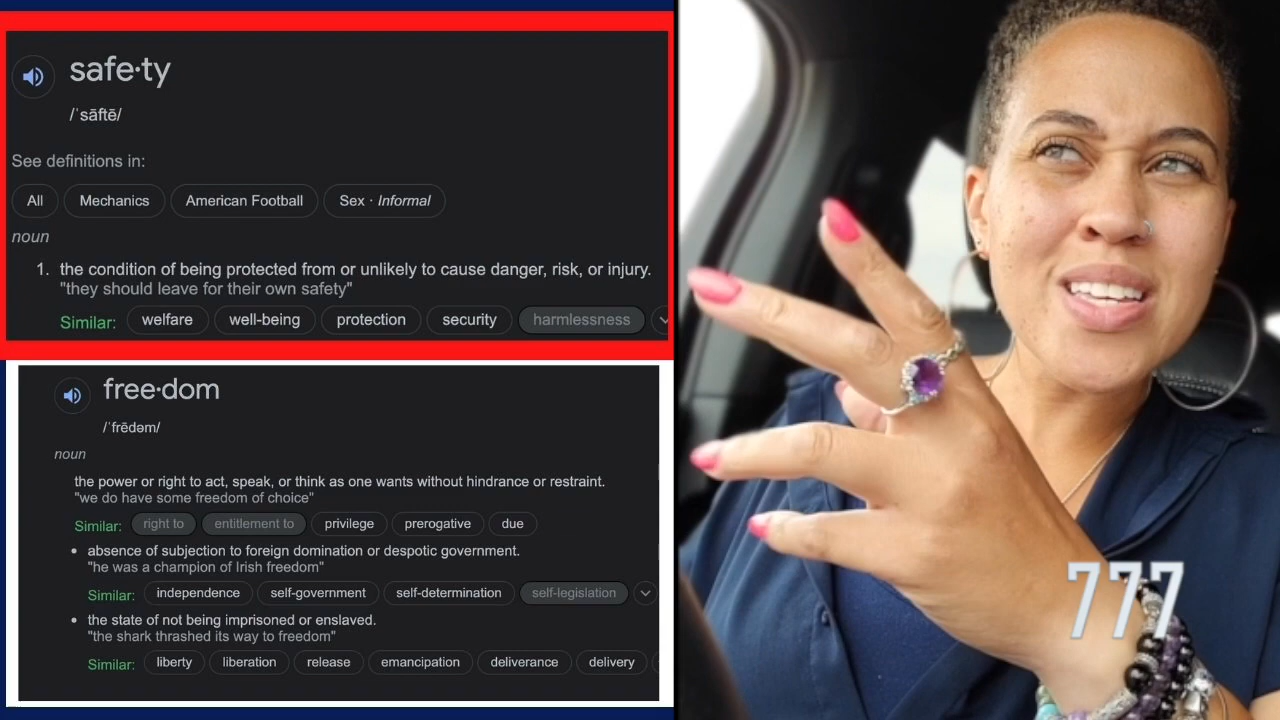 safe·ty
/ˈsāftē/
See definitions in:
All Mechanics American Football Sex · Informal
noun
1. the condition of being protected from or unlikely to cause danger, risk, or injury.
"they should leave for their own safety"
Similar: welfare well-being protection security harmlessness
free·dom
/ˈfrēdəm/
noun
the power or right to act, speak, or think as one wants without hindrance or restraint.
"we do have some freedom of choice"
Similar: right to entitlement to privilege prerogative due
• absence of subjection to foreign domination or despotic government.
"he was a champion of Irish freedom"
Similar: independence self-government self-determination self-legislation
• the state of not being imprisoned or enslaved.
"the shark thrashed its way to freedom"
Similar: liberty liberation release emancipation deliverance delivery
777